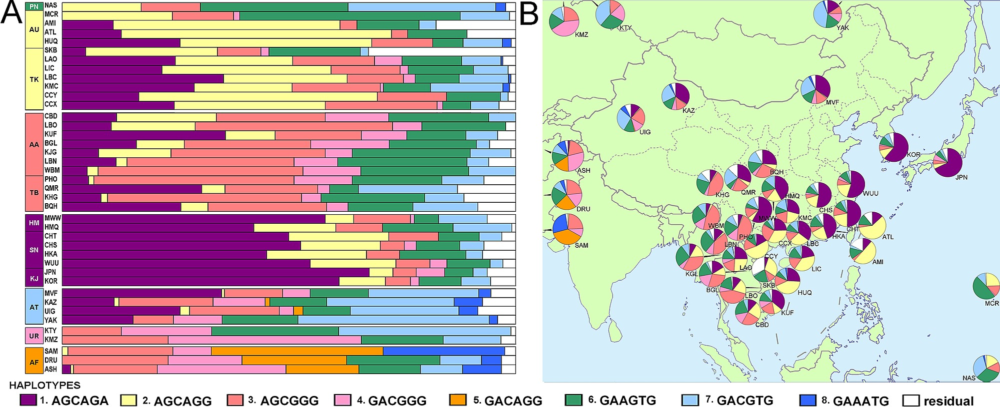 A
PN NAS
MCR
AU AMI
ATL
HUQ
SKB
LAO
LIC
TK LBC
KMC
CCY
CCX
CBD
LBO
KUF
AA BGL
KJG
LBN
WBM
PHO
TB QMR
KHG
BQH
HM MWW
HMQ
CHT
SN CHS
HKA
WUU
KJ JPN
KOR
MVF
AT KAZ
UIG
YAK
UR KTY
KMZ
SAM
AF DRU
ASH
B
KMZ
KTY
YAK
KAZ
MVF
UIG
KOR
JPN
ASH
BQH
KHG
QMR
HMQ
WUU
DRU
CHS
MWW
KMC
WBM
PHO
CHT
HKA
ATL
SAM
LBN
CCX
LBC
CCY
AMI
KGL
LAO
LIC
BGL
SKB
HUQ
LBO
MCR
KUF
CBD
NAS
HAPLOTYPES
1. AGCAGA 2. AGCAGG 3. AGCGGG 4. GACGGG 5. GACAGG 6. GAAGTG 7. GACGTG 8. GAAATG residual